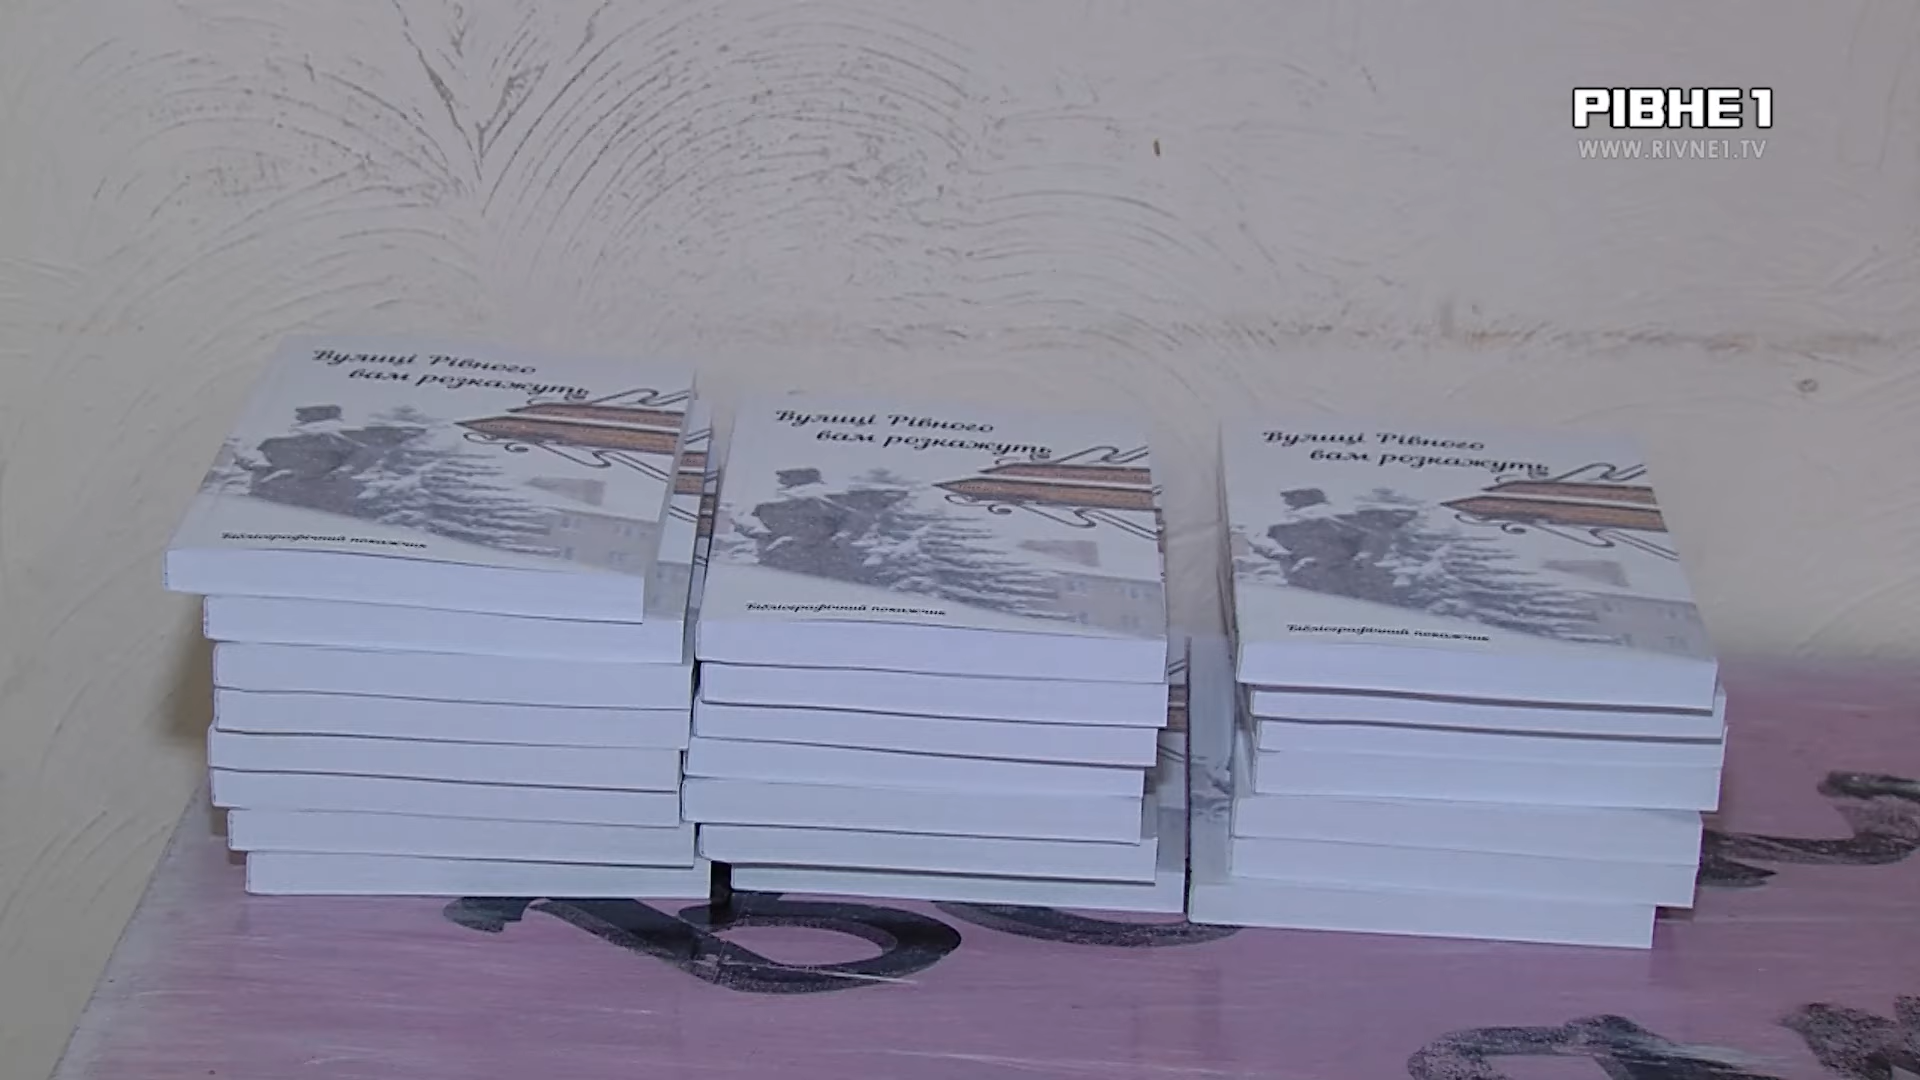 РІВНЕ 1
WWW.RIVNE1.TV
Вулиці Рівного
вам розкажуть
Бібліографічний покажчик
Вулиці Рівного
вам розкажуть
Бібліографічний покажчик
Вулиці Рівного
вам розкажуть
Бібліографічний покажчик